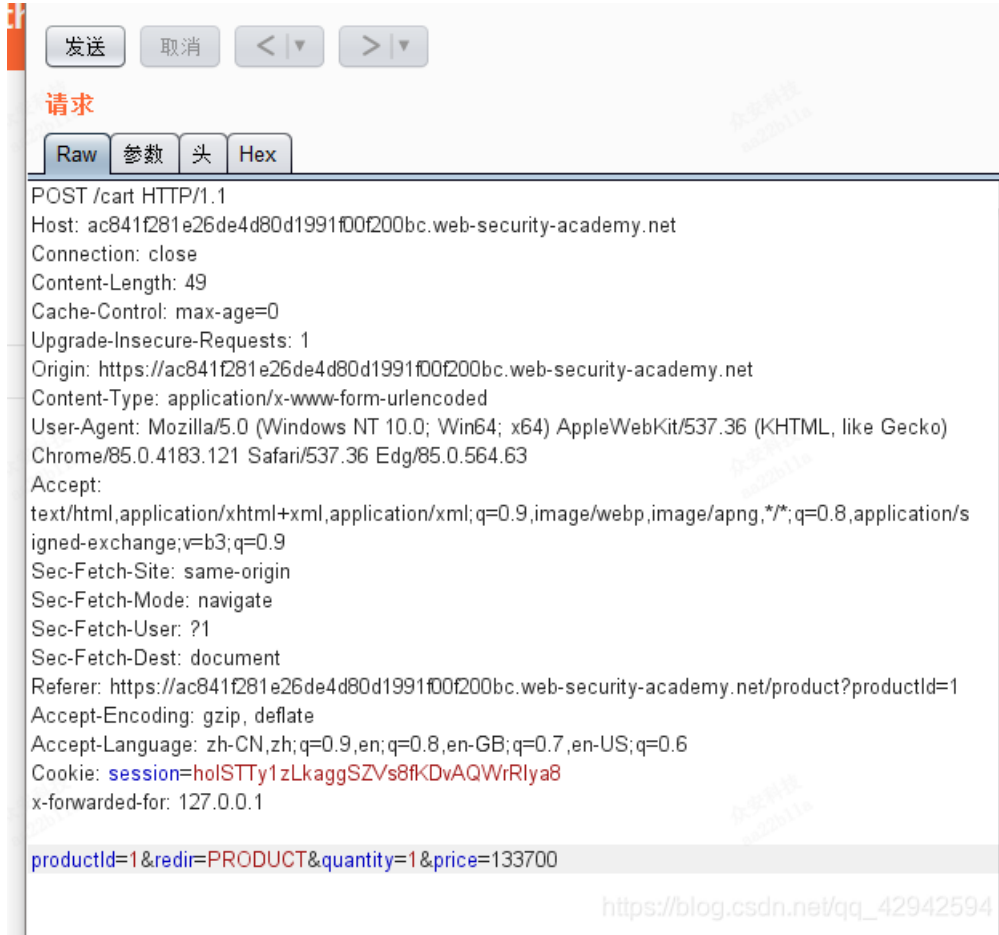 发送
取消
< ▼
> ▼
请求
Raw
参数
头
Hex
POST /cart HTTP/1.1
Host: ac841f281e26de4d80d1991f00f200bc.web-security-academy.net
Connection: close
Content-Length: 49
Cache-Control: max-age=0
Upgrade-Insecure-Requests: 1
Origin: https://ac841f281e26de4d80d1991f00f200bc.web-security-academy.net
Content-Type: application/x-www-form-urlencoded
User-Agent: Mozilla/5.0 (Windows NT 10.0; Win64; x64) AppleWebKit/537.36 (KHTML, like Gecko)
Chrome/85.0.4183.121 Safari/537.36 Edg/85.0.564.63
Accept:
text/html,application/xhtml+xml,application/xml;q=0.9,image/webp,image/apng,*/*;q=0.8,application/s
igned-exchange;v=b3;q=0.9
Sec-Fetch-Site: same-origin
Sec-Fetch-Mode: navigate
Sec-Fetch-User: ?1
Sec-Fetch-Dest: document
Referer: https://ac841f281e26de4d80d1991f00f200bc.web-security-academy.net/product?productId=1
Accept-Encoding: gzip, deflate
Accept-Language: zh-CN,zh;q=0.9,en;q=0.8,en-GB;q=0.7,en-US;q=0.6
Cookie: session=holSTTy1zLkaggSZVs8fKDvAQWrRlya8
x-forwarded-for: 127.0.0.1
productId=1&redir=PRODUCT&quantity=1&price=133700
https://blog.csdn.net/qq_42942594